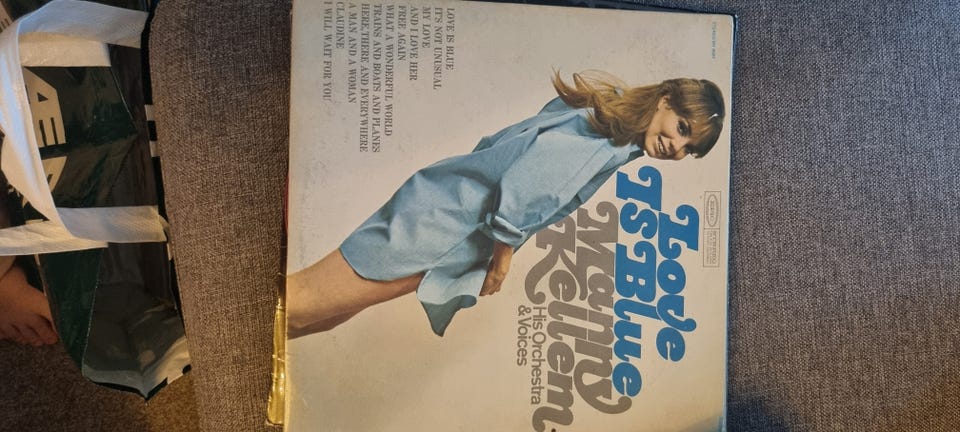 Love
Is Blue
Manny
Kellem
His Orchestra
& Voices
LOVE IS BLUE
IT'S NOT UNUSUAL
MY LOVE
AND I LOVE HER
FREE AGAIN
WHAT A WONDERFUL WORLD
TRAINS AND BOATS AND PLANES
HERE, THERE AND EVERYWHERE
CLAUDINE
A MAN AND A WOMAN
I WILL WAIT FOR YOU